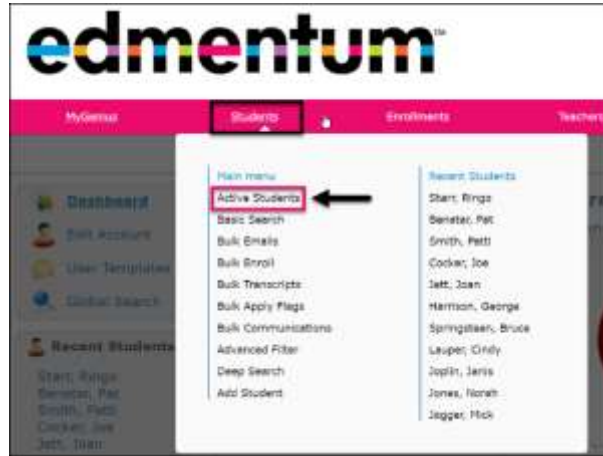 edmentum™
MyGenius
Students
Enrollments
Teachers
Main menu
Active Students
Basic Search
Bulk Emails
Bulk Enroll
Bulk Transcripts
Bulk Apply Flags
Bulk Communications
Advanced Filter
Deep Search
Add Student
Recent Students
Starr, Ringo
Benatar, Pat
Smith, Patti
Cocker, Joe
Jett, Joan
Harrison, George
Springsteen, Bruce
Lauper, Cindy
Joplin, Janis
Jones, Norah
Jagger, Mick
Dashboard
Edit Account
User Templates
Global Search
Recent Students
Starr, Ringo
Benatar, Pat
Smith, Patti
Cocker, Joe
Jett, Joan